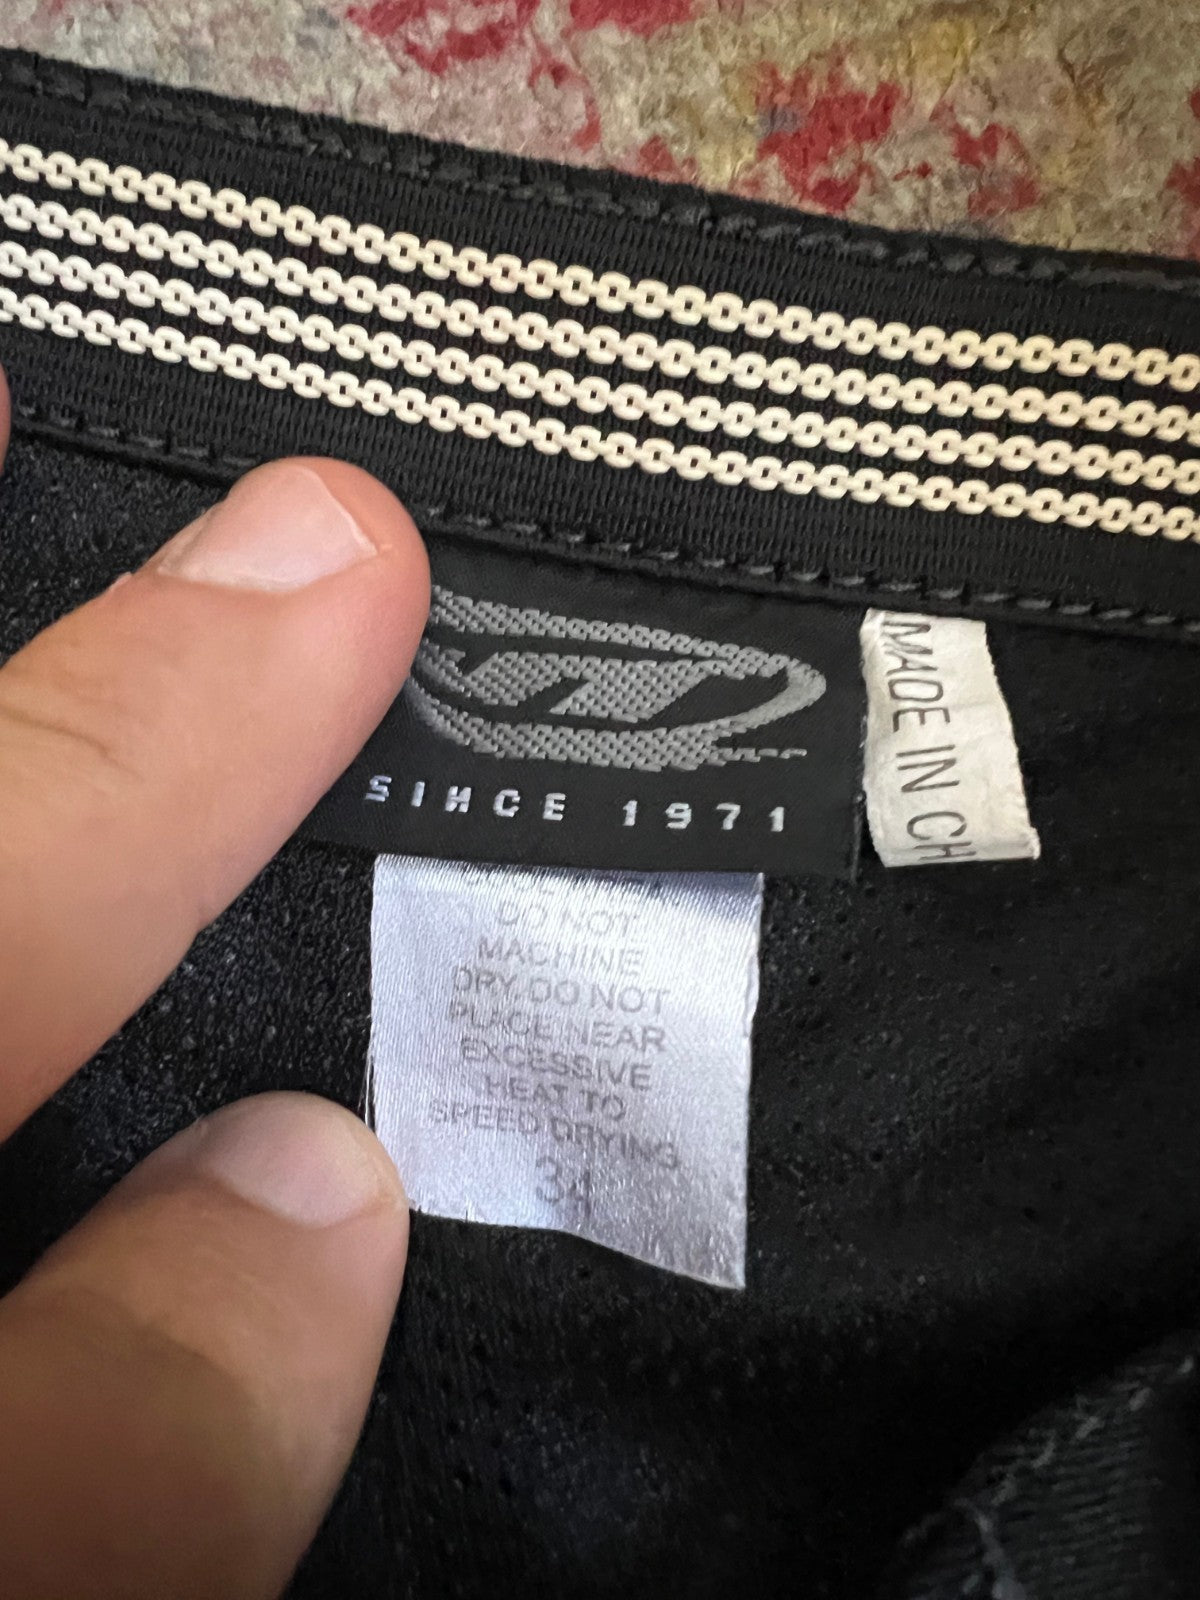 SINCE 1971
MADE IN CH
DO NOT
MACHINE
DRY. DO NOT
PLACE NEAR
EXCESSIVE
HEAT TO
SPEED DRYING
34